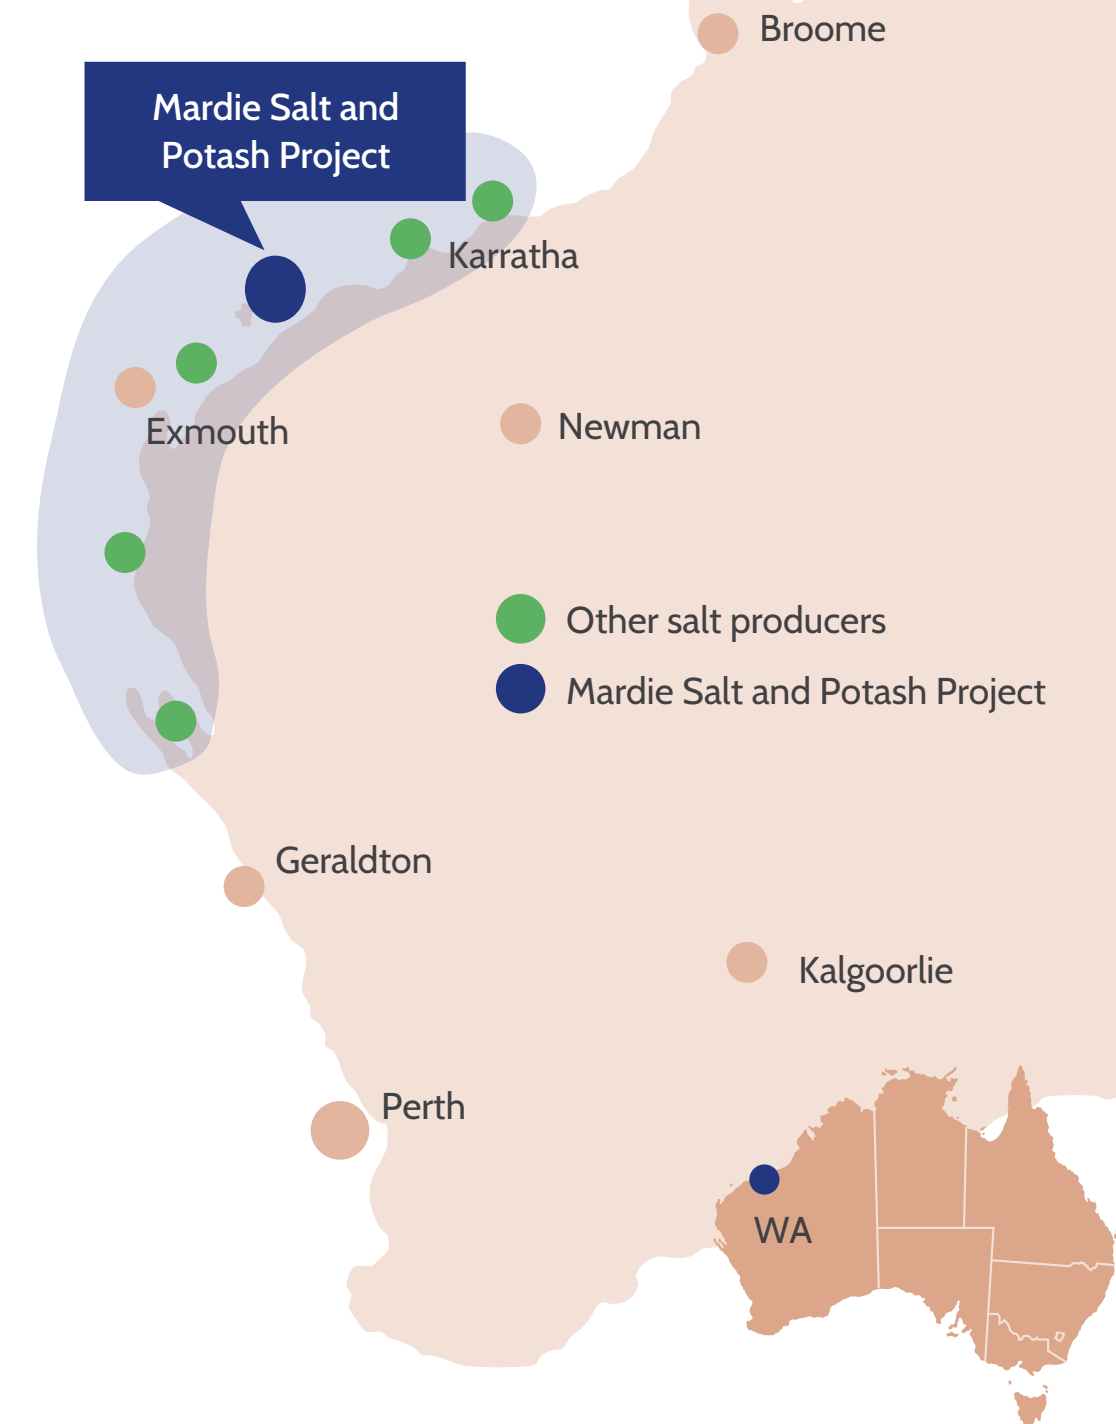 Broome
Mardie Salt and
Potash Project
Karratha
Newman
Exmouth
Other salt producers
Mardie Salt and Potash Project
Geraldton
Kalgoorlie
Perth
WA